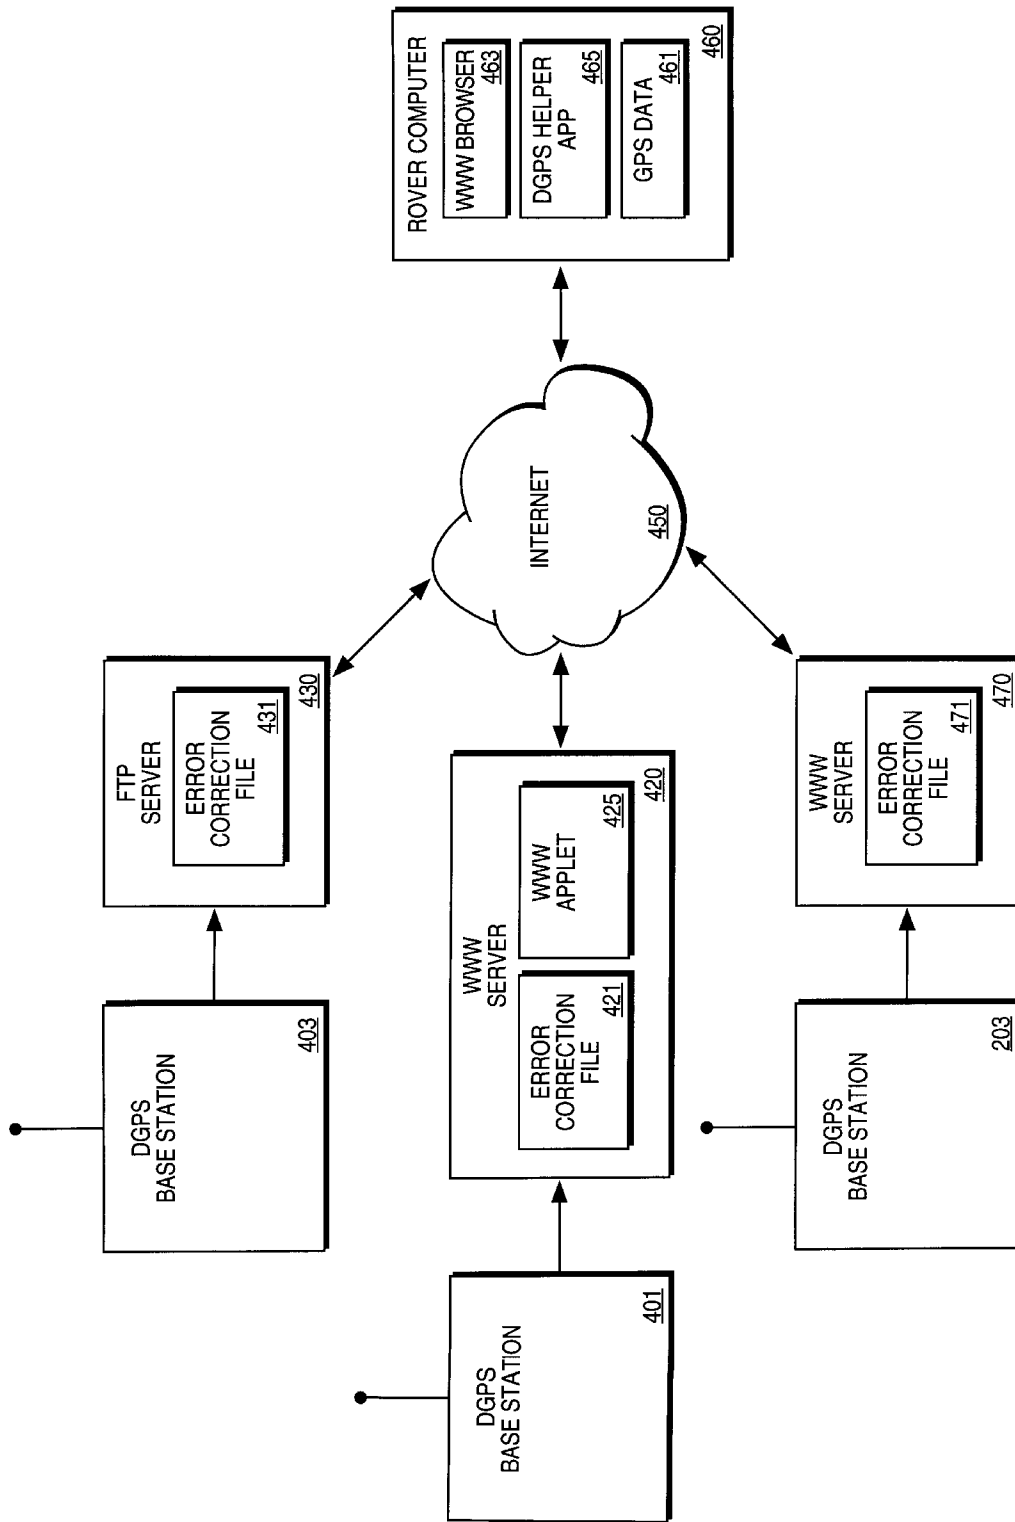 DGPS
BASE STATION
403
FTP
SERVER
ERROR
CORRECTION
FILE
431
430
DGPS
BASE STATION
401
WWW
SERVER
ERROR
CORRECTION
FILE
421
WWW
APPLET
425
420
DGPS
BASE STATION
203
WWW
SERVER
ERROR
CORRECTION
FILE
471
470
INTERNET
450
ROVER COMPUTER
WWW BROWSER
463
DGPS HELPER
APP
465
GPS DATA
461
460